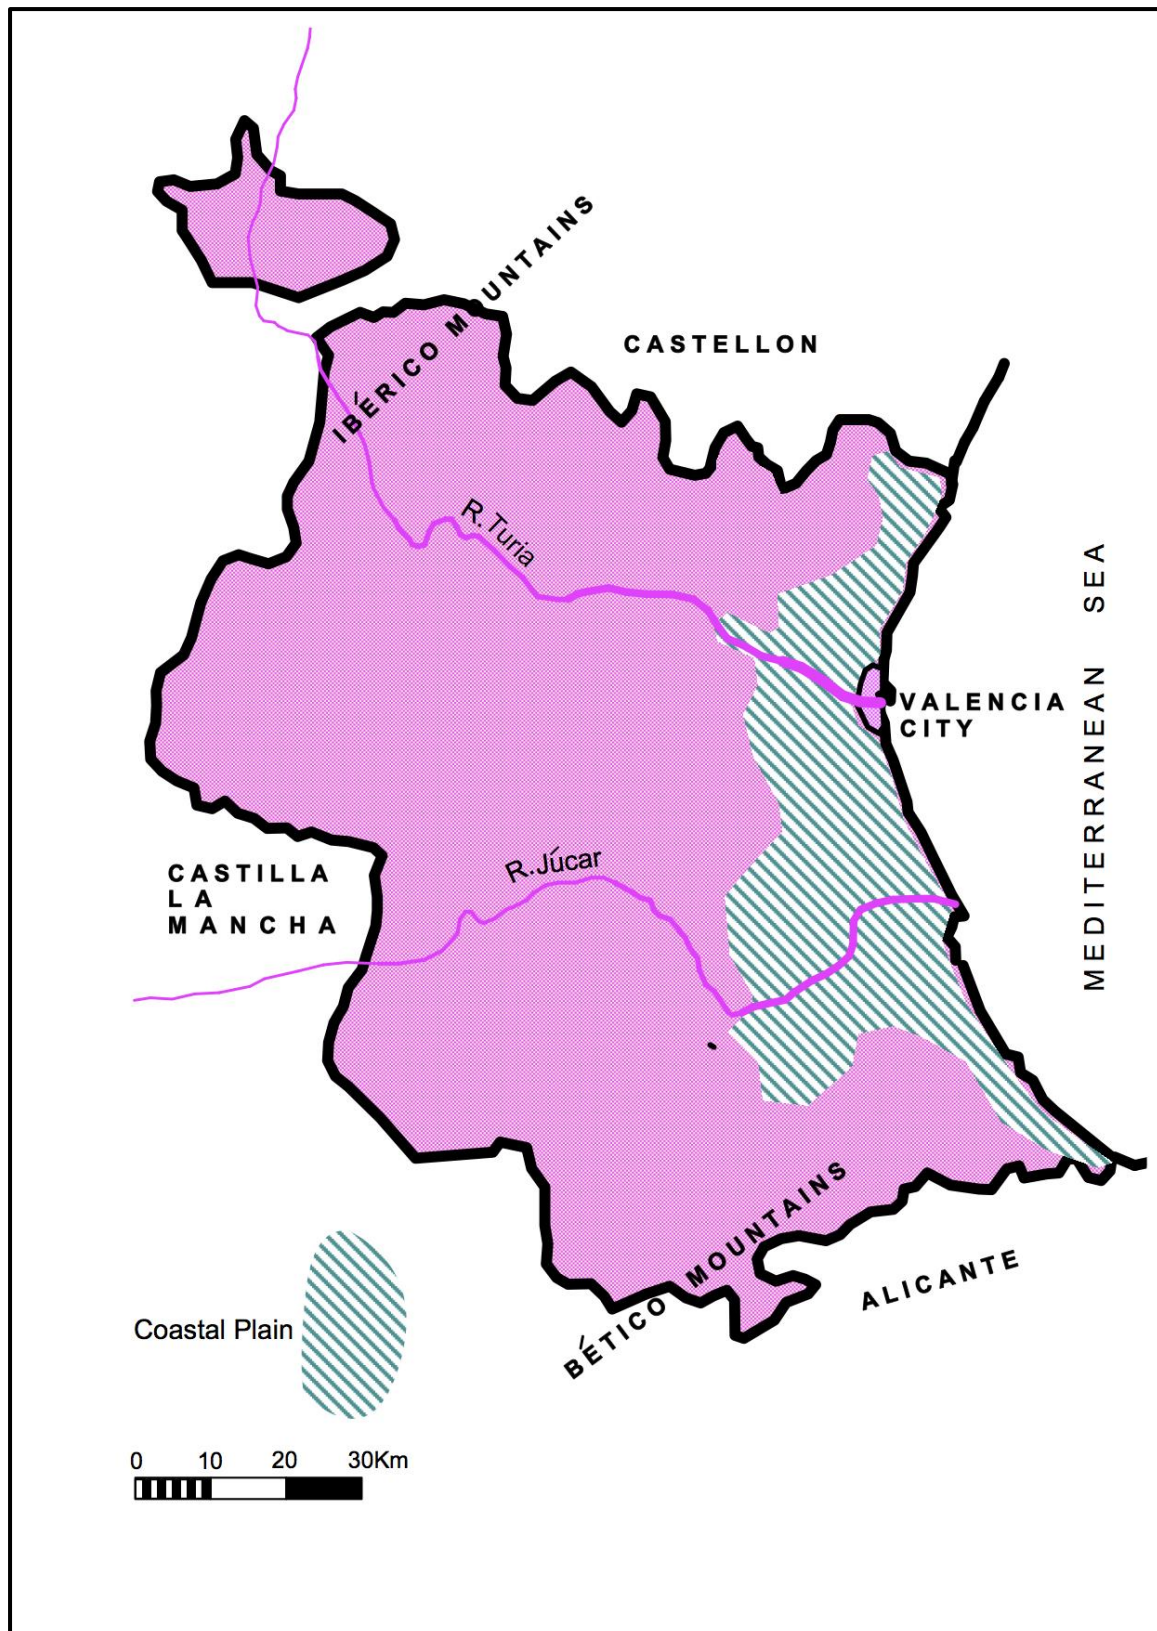 IBÉRICO MOUNTAINS
CASTELLON
R.Turia
MEDITERRANEAN SEA
VALENCIA
CITY
R.Júcar
CASTILLA
LA
MANCHA
BÉTICO MOUNTAINS
ALICANTE
Coastal Plain
0 10 20 30Km